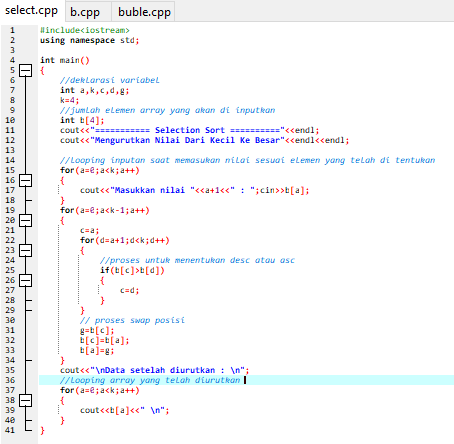 select.cpp b.cpp buble.cpp
1 #include<iostream>
2 using namespace std;
3
4 int main()
5 {
6 //deklarasi variabel
7 int a,k,c,d,g;
8 k=4;
9 //jumlah elemen array yang akan di inputkan
10 int b[4];
11 cout<<"=========== Selection Sort =========="<<endl;
12 cout<<"Mengurutkan Nilai Dari Kecil Ke Besar"<<endl<<endl;
13
14 //looping inputan saat memasukan nilai sesuai elemen yang telah di tentukan
15 for(a=0;a<k;a++)
16 {
17 cout<<"Masukkan nilai "<<a+1<<" : ";cin>>b[a];
18 }
19 for(a=0;a<k-1;a++)
20 {
21 c=a;
22 for(d=a+1;d<k;d++)
23 {
24 //proses untuk menentukan desc atau asc
25 if(b[c]>b[d])
26 {
27 c=d;
28 }
29 }
30 // proses swap posisi
31 g=b[c];
32 b[c]=b[a];
33 b[a]=g;
34 }
35 cout<<"\nData setelah diurutkan : \n";
36 //looping array yang telah diurutkan
37 for(a=0;a<k;a++)
38 {
39 cout<<b[a]<<" \n";
40 }
41 }